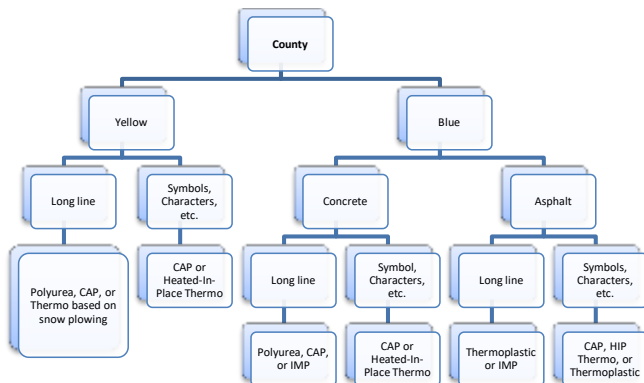 County
Yellow
Blue
Long line
Symbols,
Characters,
etc.
Concrete
Asphalt
Polyurea, CAP, or
Thermo based on
snow plowing
CAP or
Heated-In-
Place Thermo
Long line
Symbol,
Characters,
etc.
Long line
Symbols,
Characters,
etc.
Polyurea, CAP,
or IMP
CAP or
Heated-In-
Place Thermo
Thermoplastic
or IMP
CAP, HIP
Thermo, or
Thermoplastic